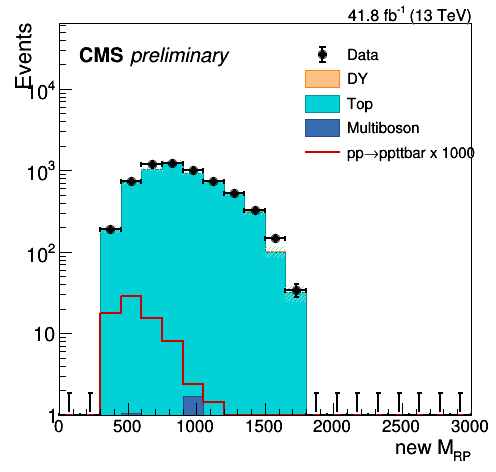 41.8 fb⁻¹ (13 TeV)
Events
CMS preliminary
Data
DY
Top
Multiboson
pp→ppttbar x 1000
10⁴
10³
10²
10
1
0 500 1000 1500 2000 2500 3000
new M_RP